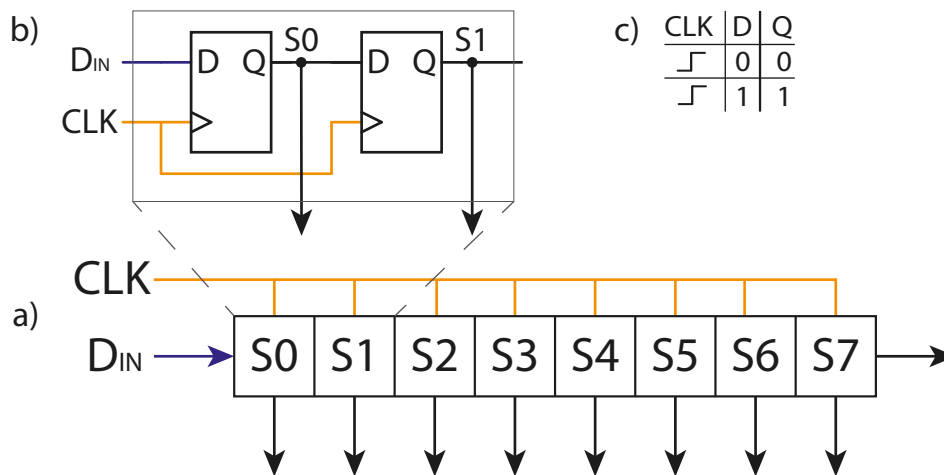 b)
S0 S1
D Q D Q
DIN
CLK
c)
CLK D Q
0 0
1 1
CLK
a)
DIN
S0 S1 S2 S3 S4 S5 S6 S7